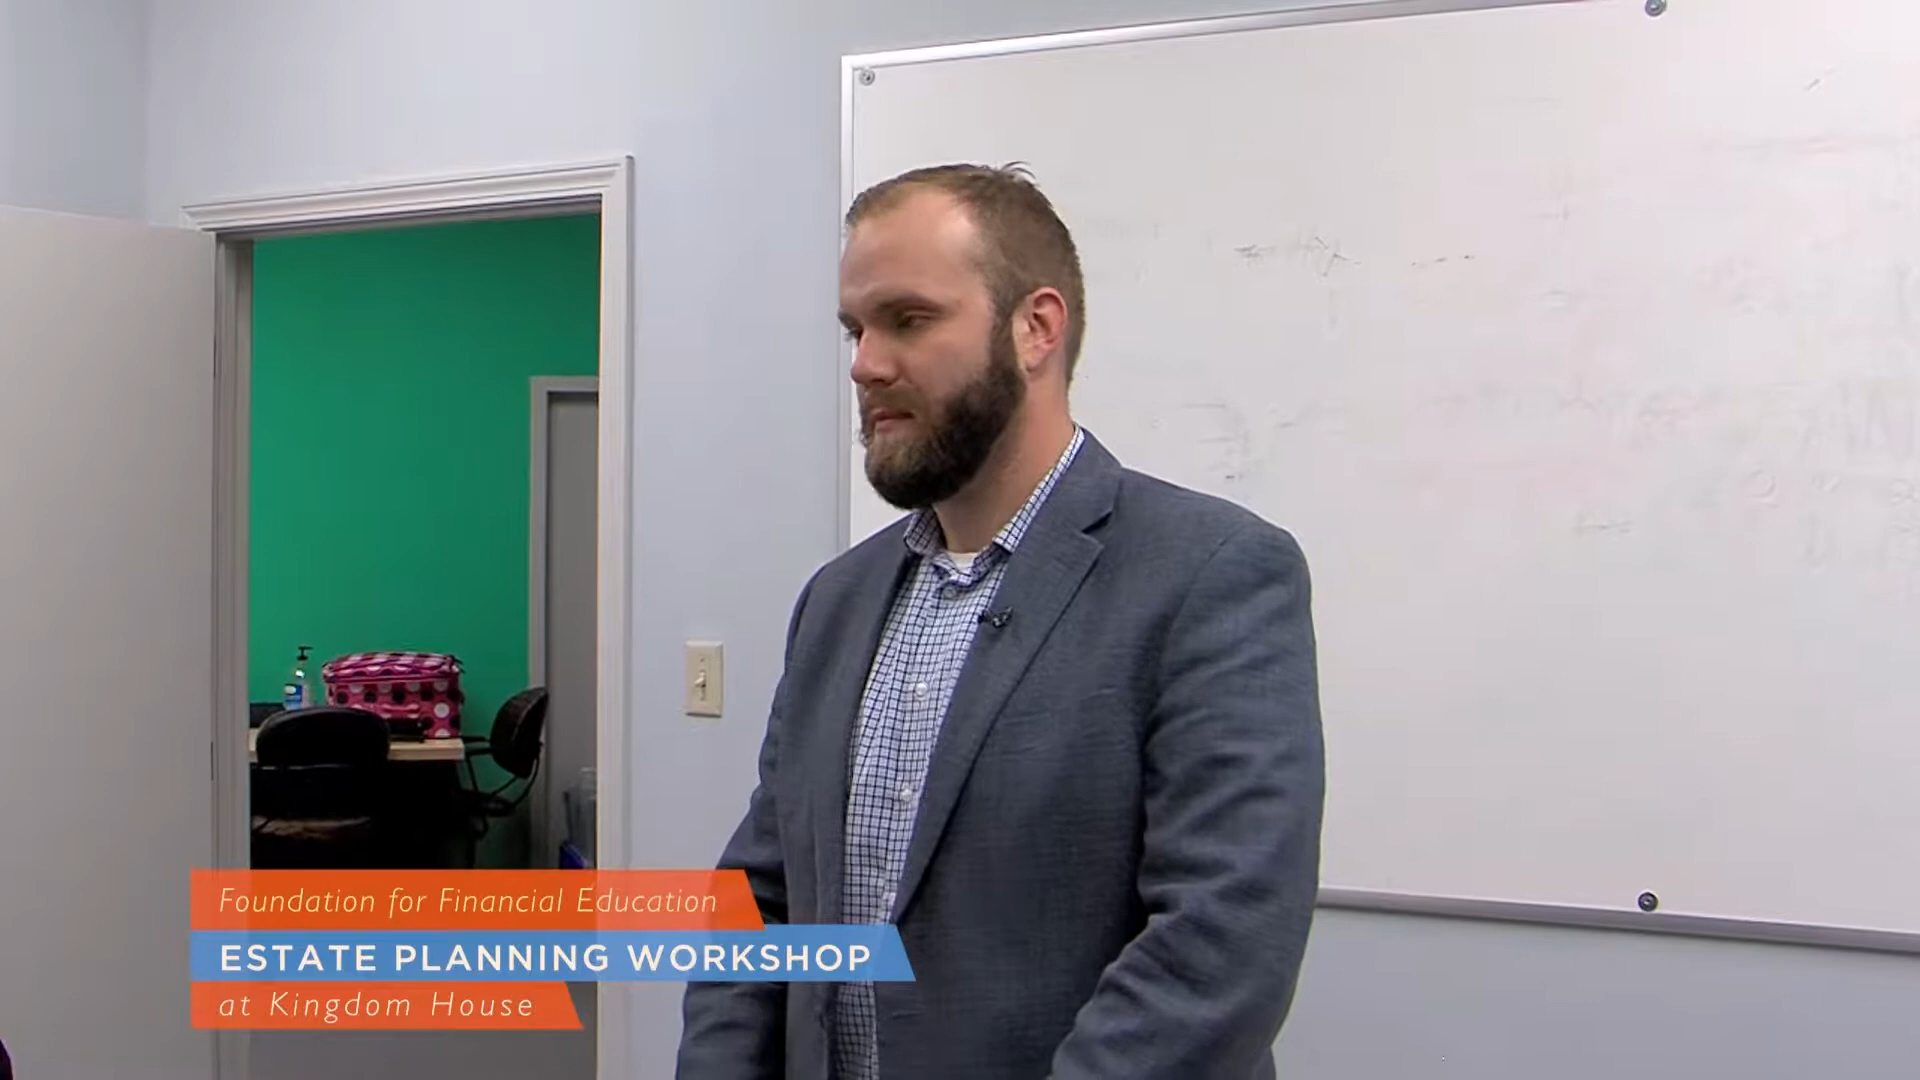 Foundation for Financial Education
ESTATE PLANNING WORKSHOP
at Kingdom House